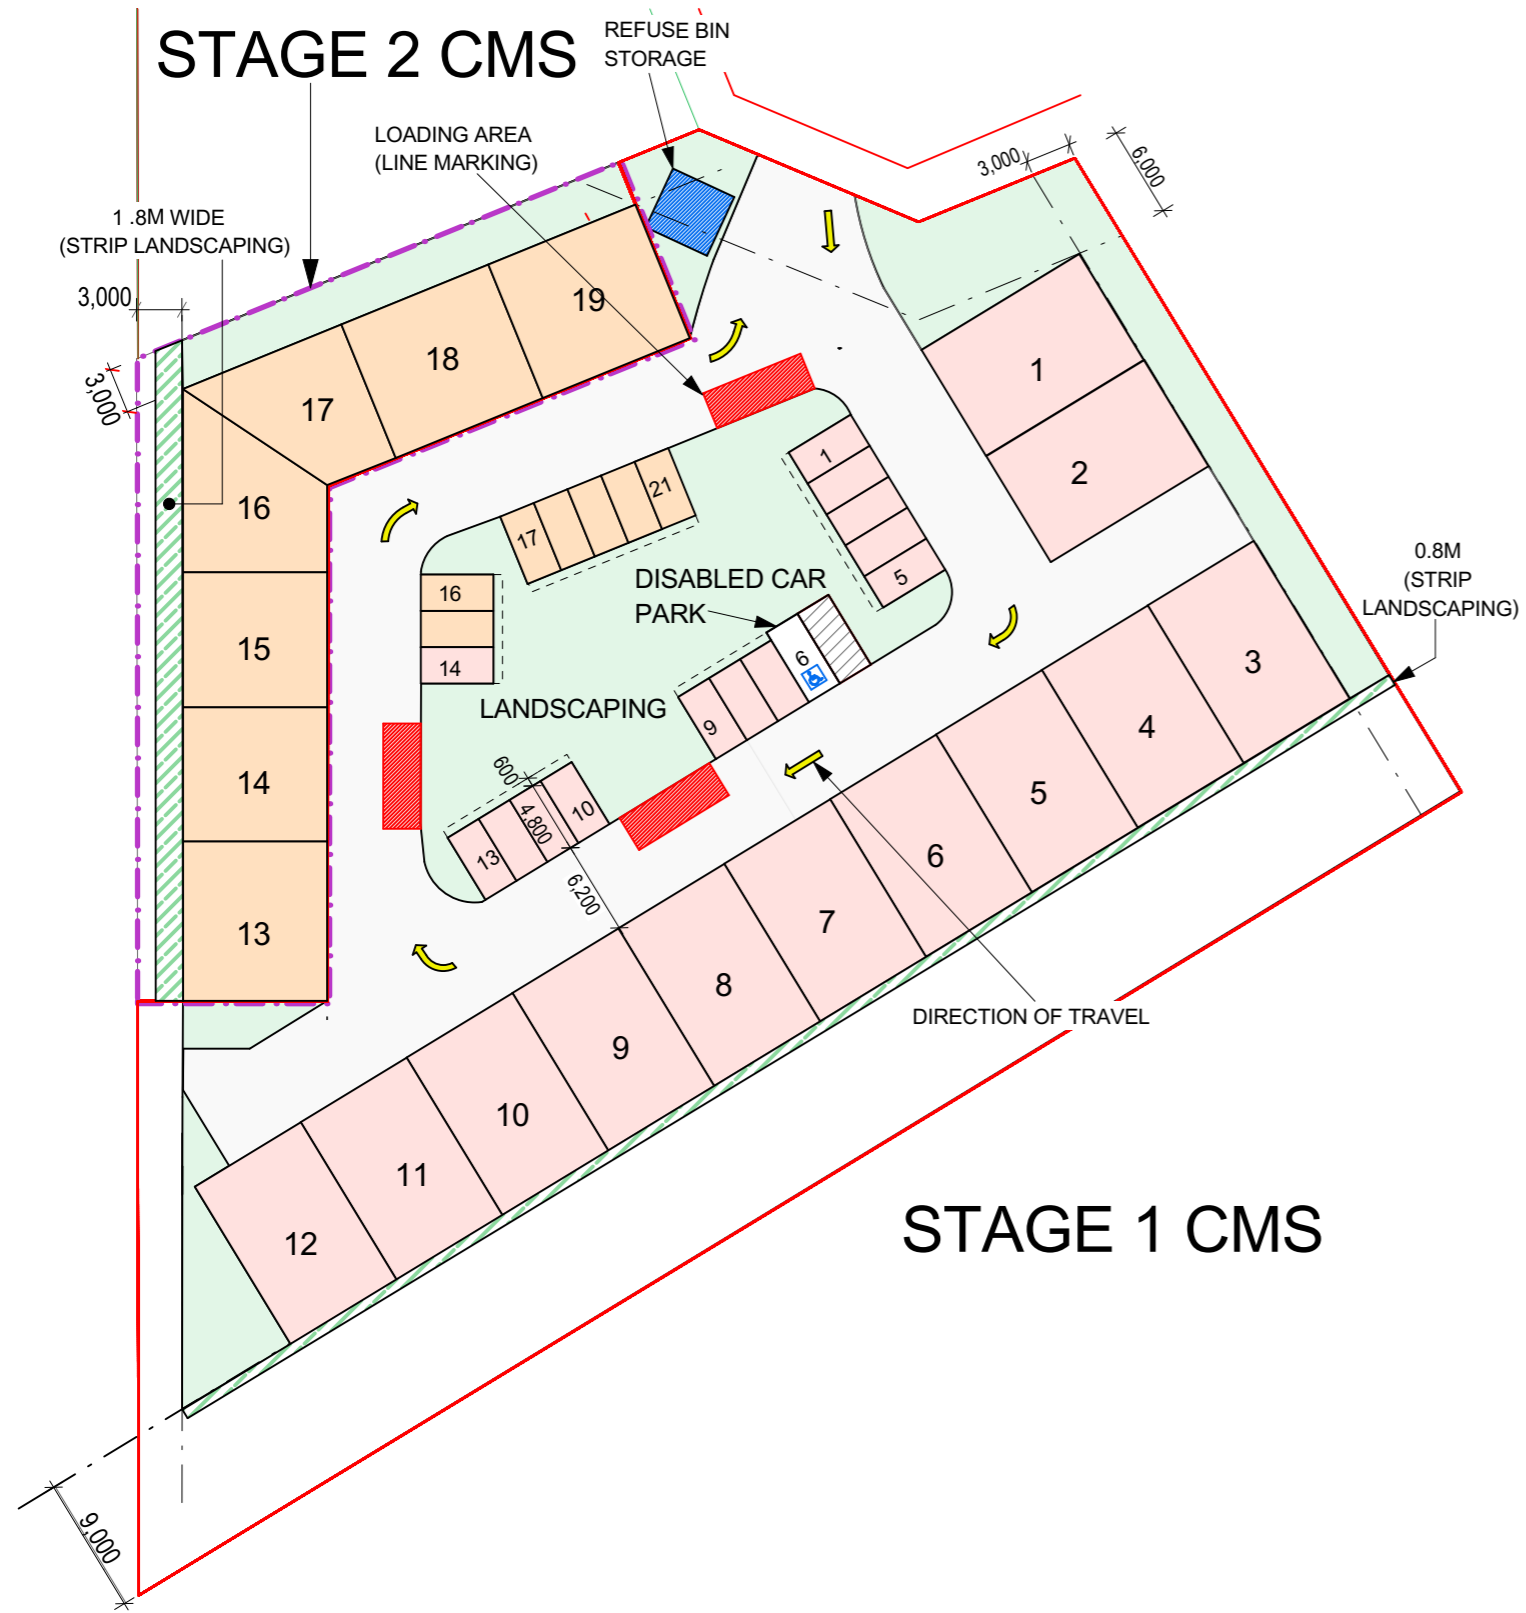 STAGE 2 CMS
REFUSE BIN
STORAGE
LOADING AREA
(LINE MARKING)
3,000
6,000
1 .8M WIDE
(STRIP LANDSCAPING)
3,000
3,000
19
18
17
16
15
14
13
1
2
1
5
17
21
16
14
DISABLED CAR
PARK
6
9
LANDSCAPING
0.8M
(STRIP
LANDSCAPING)
600
4,800
10
13
6,200
3
4
5
6
7
8
9
10
11
12
DIRECTION OF TRAVEL
STAGE 1 CMS
9,000